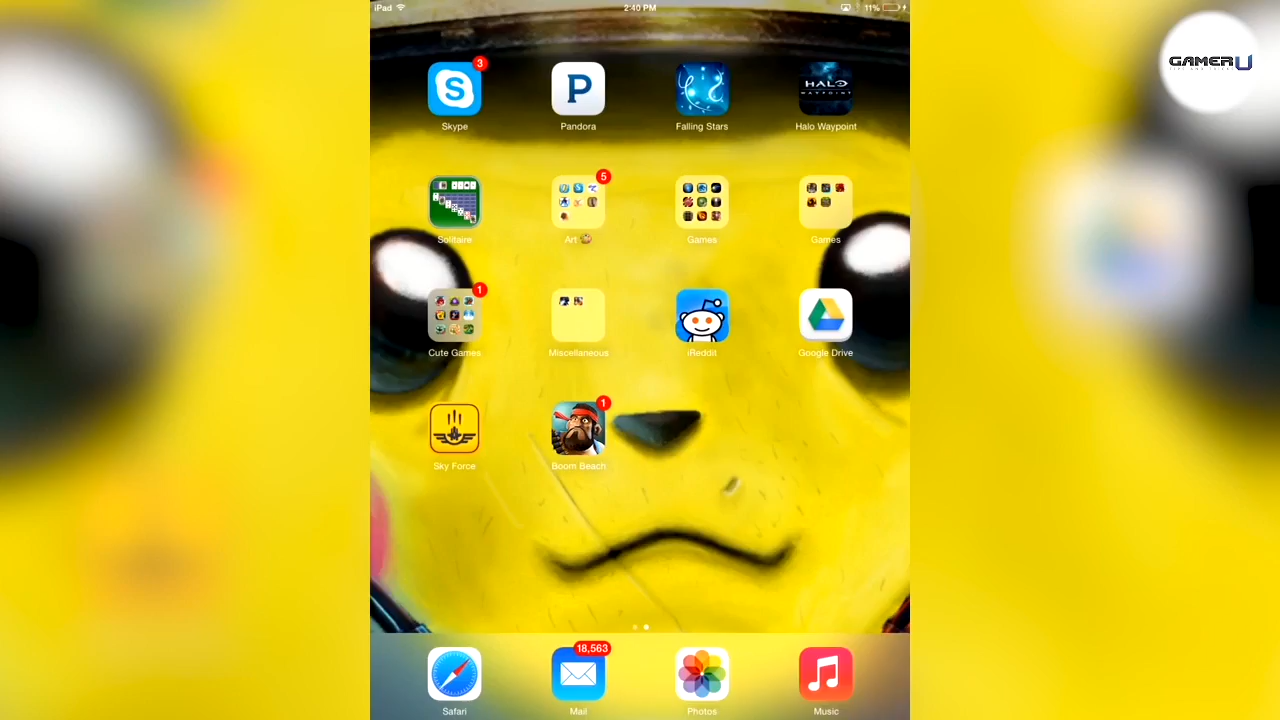 iPad 2:40 PM 11%
GAMER U
3
Skype Pandora Falling Stars Halo Waypoint
HALO
WAYPOINT
P
S
5
Solitaire Art Games Games
1
Cute Games Miscellaneous iReddit Google Drive
1
Sky Force Boom Beach
18,563
Safari Mail Photos Music